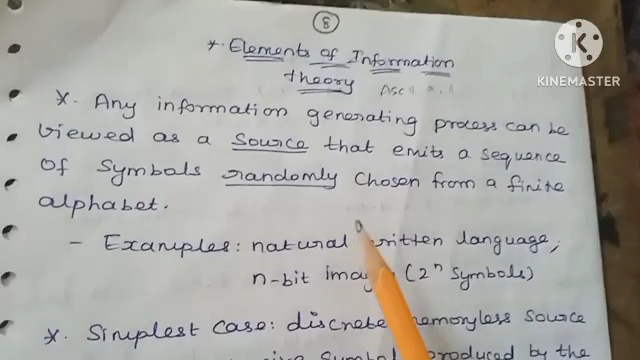 8
* Elements of Information
theory
KINEMASTER
* Any information generating process can be
viewed as a source that emits a sequence
of symbols randomly chosen from a finite
alphabet.
- Examples: natural written language,
n-bit images (2ⁿ symbols)
* Simplest case: discrete memoryless source
symbol produced by the